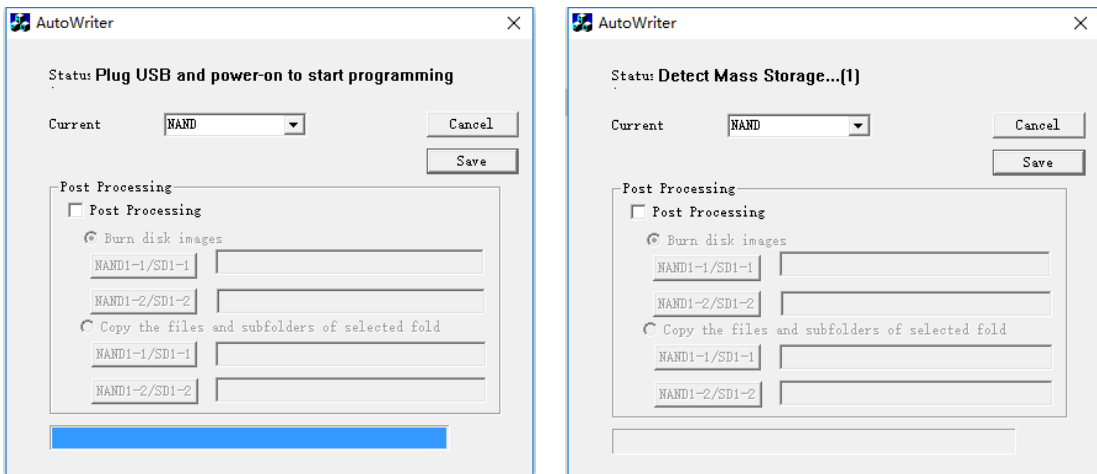 AutoWriter
Statu: Plug USB and power-on to start programming
Current NAND Cancel
Save
Post Processing
Post Processing
Burn disk images
NAND1-1/SD1-1
NAND1-2/SD1-2
Copy the files and subfolders of selected fold
NAND1-1/SD1-1
NAND1-2/SD1-2
AutoWriter
Statu: Detect Mass Storage...(1)
Current NAND Cancel
Save
Post Processing
Post Processing
Burn disk images
NAND1-1/SD1-1
NAND1-2/SD1-2
Copy the files and subfolders of selected fold
NAND1-1/SD1-1
NAND1-2/SD1-2